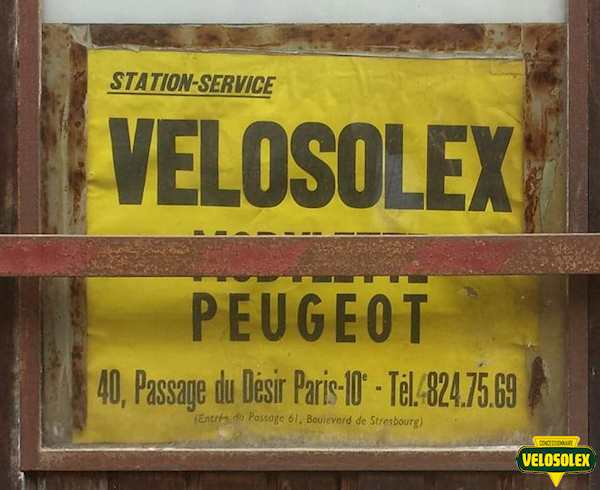 STATION-SERVICE
VELOSOLEX
MOBYLETTE
PEUGEOT
40, Passage du Désir Paris-10e - Tél. 824.75.69
(Entrée du Passage 61, Boulevard de Strasbourg)
CONCESSIONNAIRE
VELOSOLEX